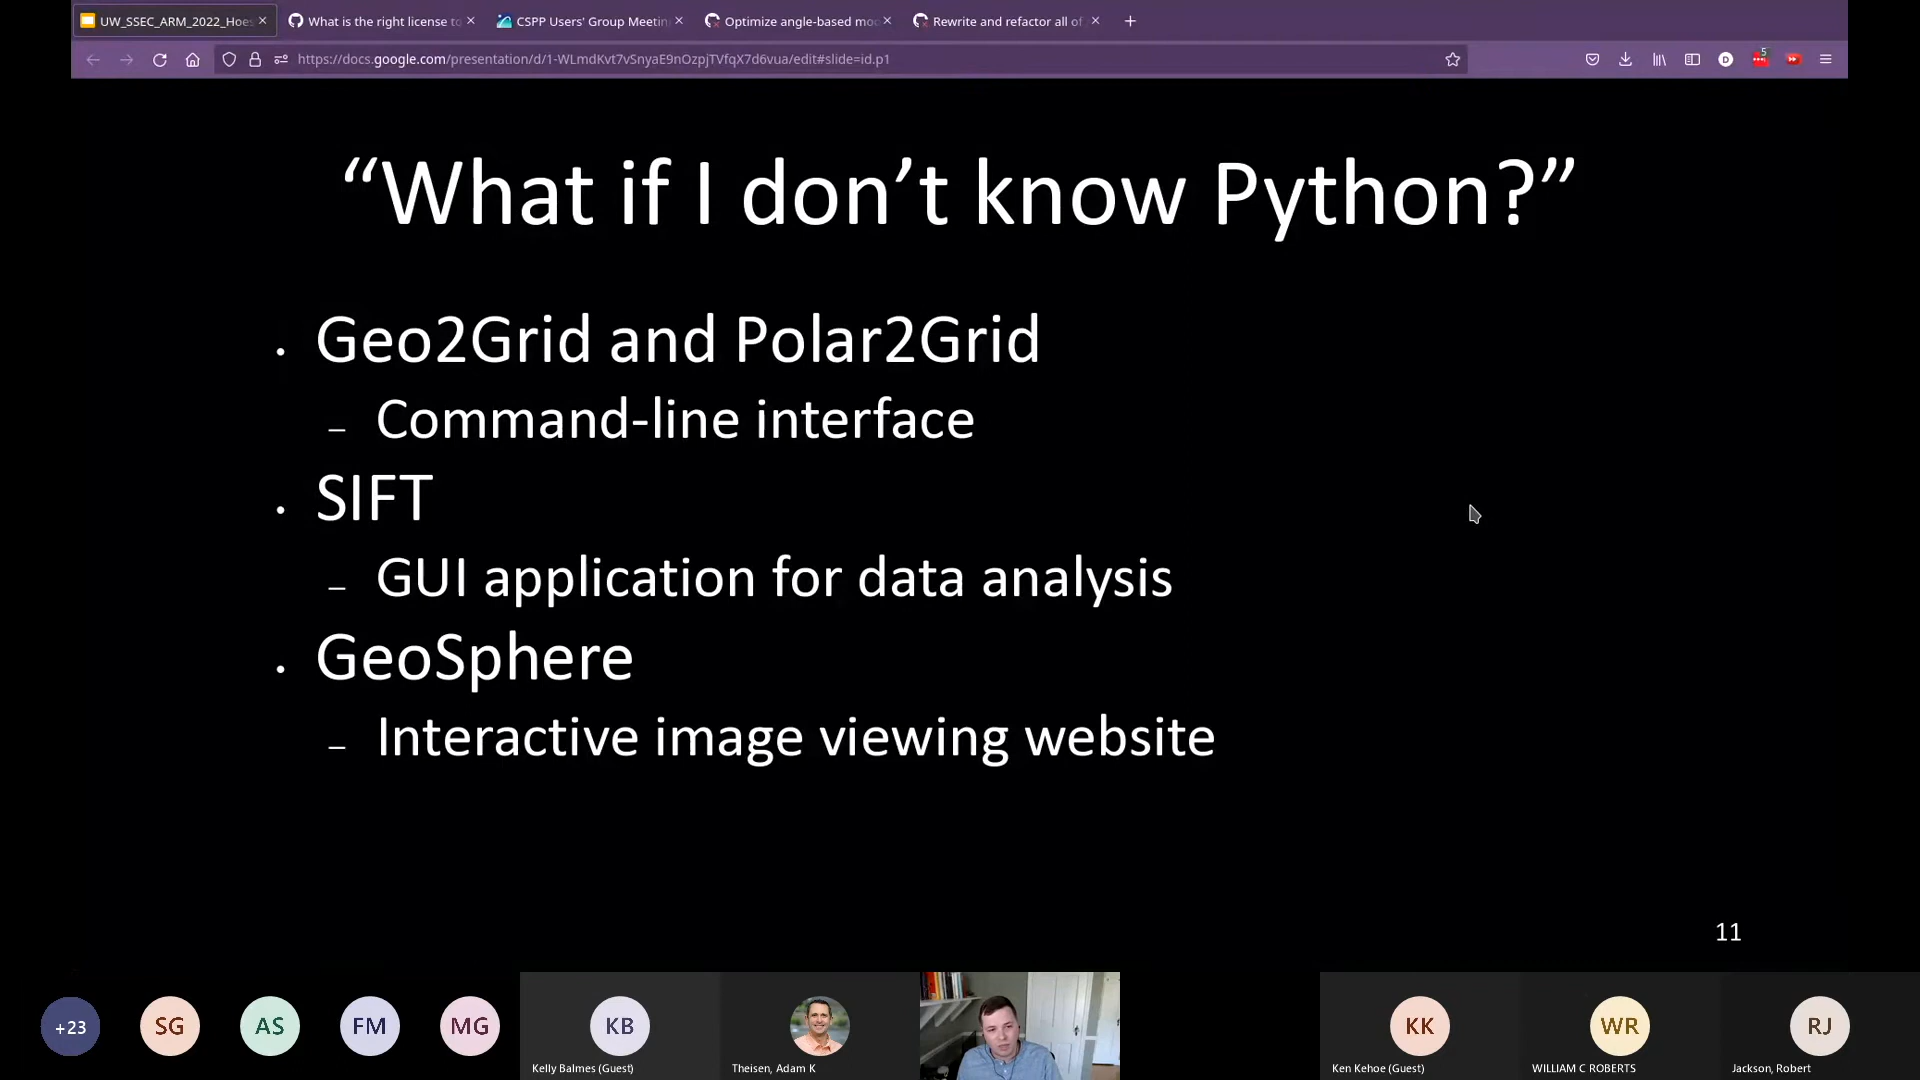 UW_SSEC_ARM_2022_Hoes
What is the right license to
CSPP Users' Group Meetin
Optimize angle-based mo
Rewrite and refactor all of
https://docs.google.com/presentation/d/1-WLmdKvt7vSnyaE9nOzpjTVfqX7d6vua/edit#slide=id.p1
D
5
“What if I don’t know Python?”
Geo2Grid and Polar2Grid
– Command-line interface
SIFT
– GUI application for data analysis
GeoSphere
– Interactive image viewing website
11
+23
SG
AS
FM
MG
KB
KK
WR
RJ
Kelly Balmes (Guest)
Theisen, Adam K
Ken Kehoe (Guest)
WILLIAM C ROBERTS
Jackson, Robert